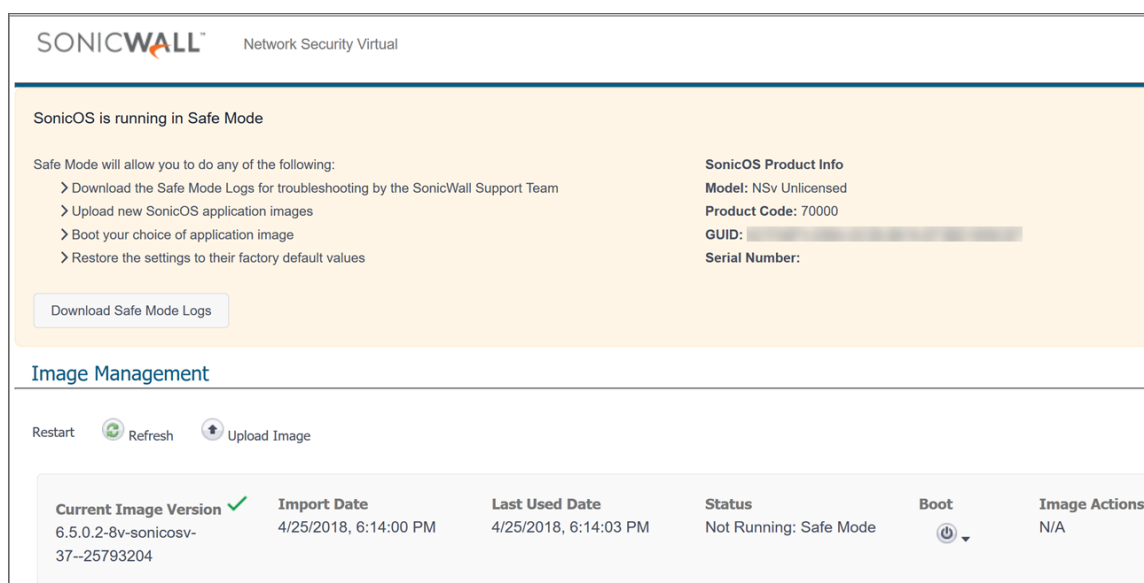 SONICWALL™ Network Security Virtual
SonicOS is running in Safe Mode
Safe Mode will allow you to do any of the following:
Download the Safe Mode Logs for troubleshooting by the SonicWall Support Team
Upload new SonicOS application images
Boot your choice of application image
Restore the settings to their factory default values
Download Safe Mode Logs
SonicOS Product Info
Model: NSv Unlicensed
Product Code: 70000
GUID:
Serial Number:
Image Management
Restart Refresh Upload Image
Current Image Version Import Date Last Used Date Status Boot Image Actions
6.5.0.2-8v-sonicosv- 4/25/2018, 6:14:00 PM 4/25/2018, 6:14:03 PM Not Running: Safe Mode N/A
37--25793204